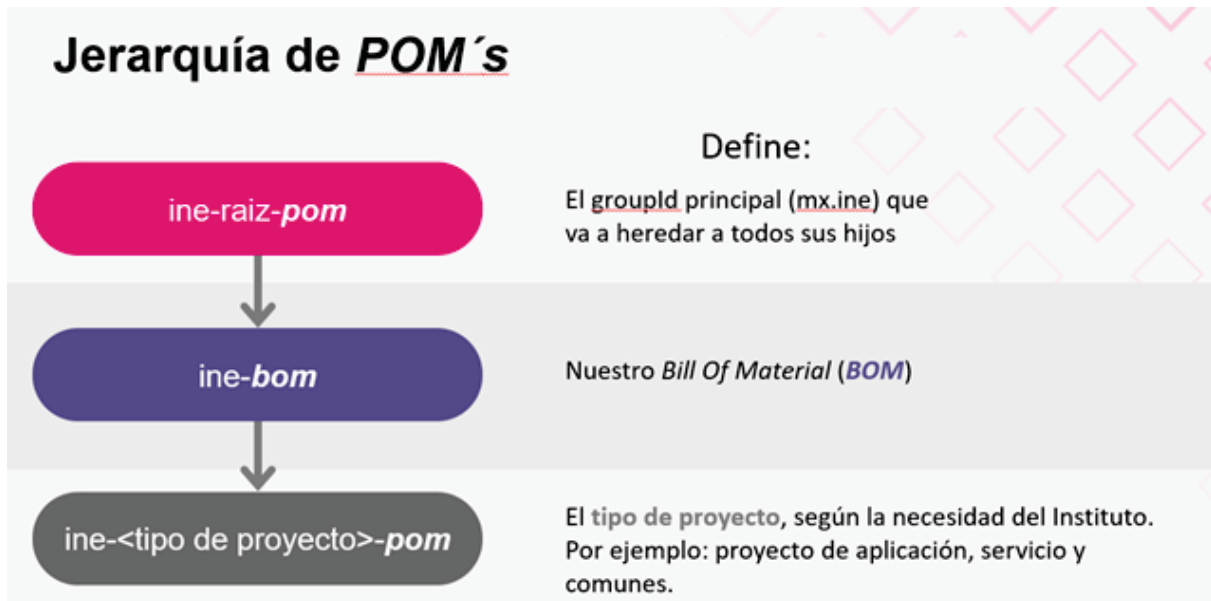 Jerarquía de POM´s
Define:
ine-raiz-pom
El groupId principal (mx.ine) que
va a heredar a todos sus hijos
ine-bom
Nuestro Bill Of Material (BOM)
ine-<tipo de proyecto>-pom
El tipo de proyecto, según la necesidad del Instituto.
Por ejemplo: proyecto de aplicación, servicio y
comunes.